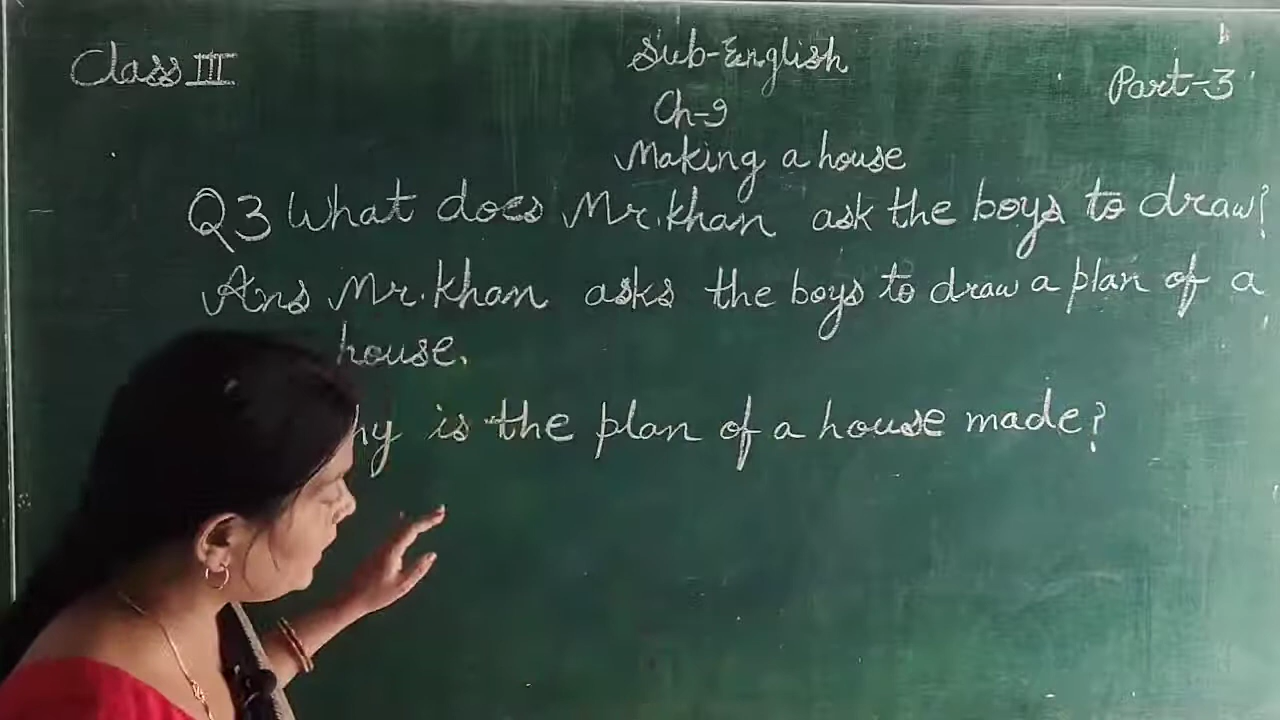 Class III
Sub-English
Part-3
Ch-9
Making a house
Q3 What does Mr. Khan ask the boys to draw?
Ans Mr. Khan asks the boys to draw a plan of a
house.
is the plan of a house made?